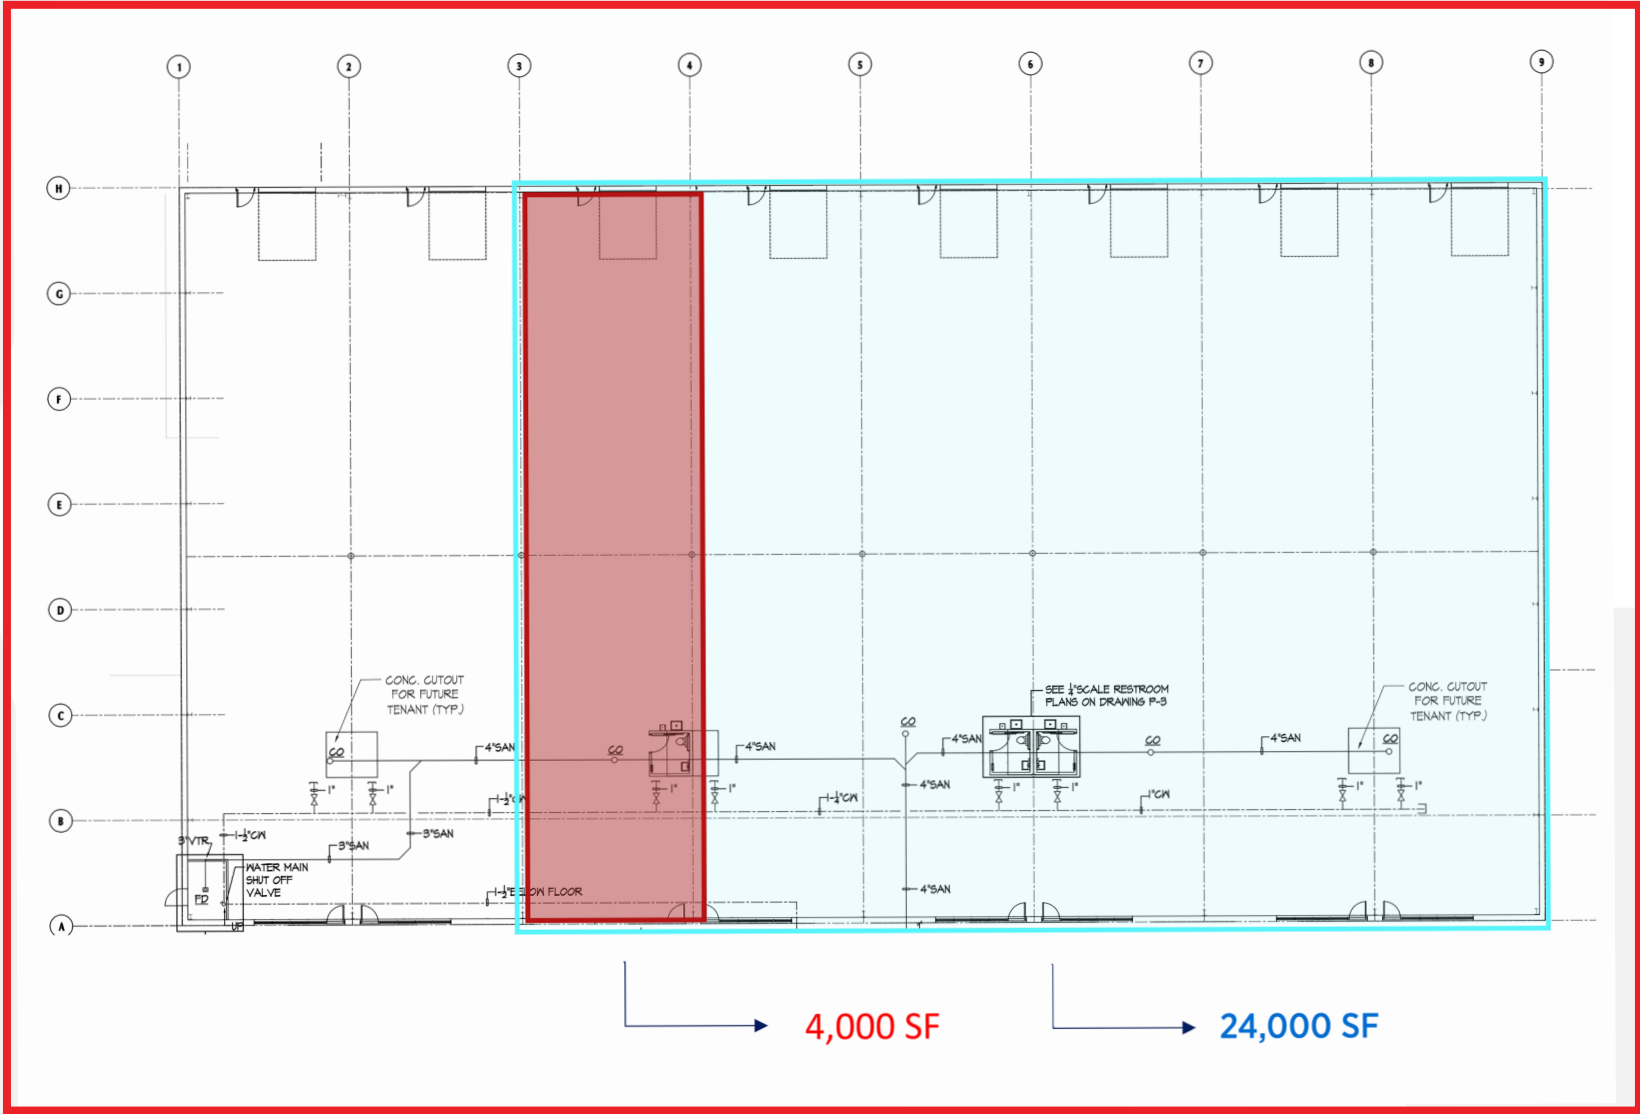 1 2 3 4 5 6 7 8 9
H
G
F
E
D
C
B
A
CONC. CUTOUT
FOR FUTURE
TENANT (TYP.)
SEE ¼"SCALE RESTROOM
PLANS ON DRAWING P-3
CONC. CUTOUT
FOR FUTURE
TENANT (TYP.)
CO
4"SAN
CO
4"SAN
CO
4"SAN
CO
4"SAN
CO
4"SAN
1"
1"
1"
1"
1"
1"
1"
1"
1-½"CW
1-¼"CW
1"CW
3"VTR
1-½"CW
3"SAN
3"SAN
WATER MAIN
SHUT OFF
VALVE
FD
UP
1-½"BELOW FLOOR
4"SAN
4,000 SF
24,000 SF